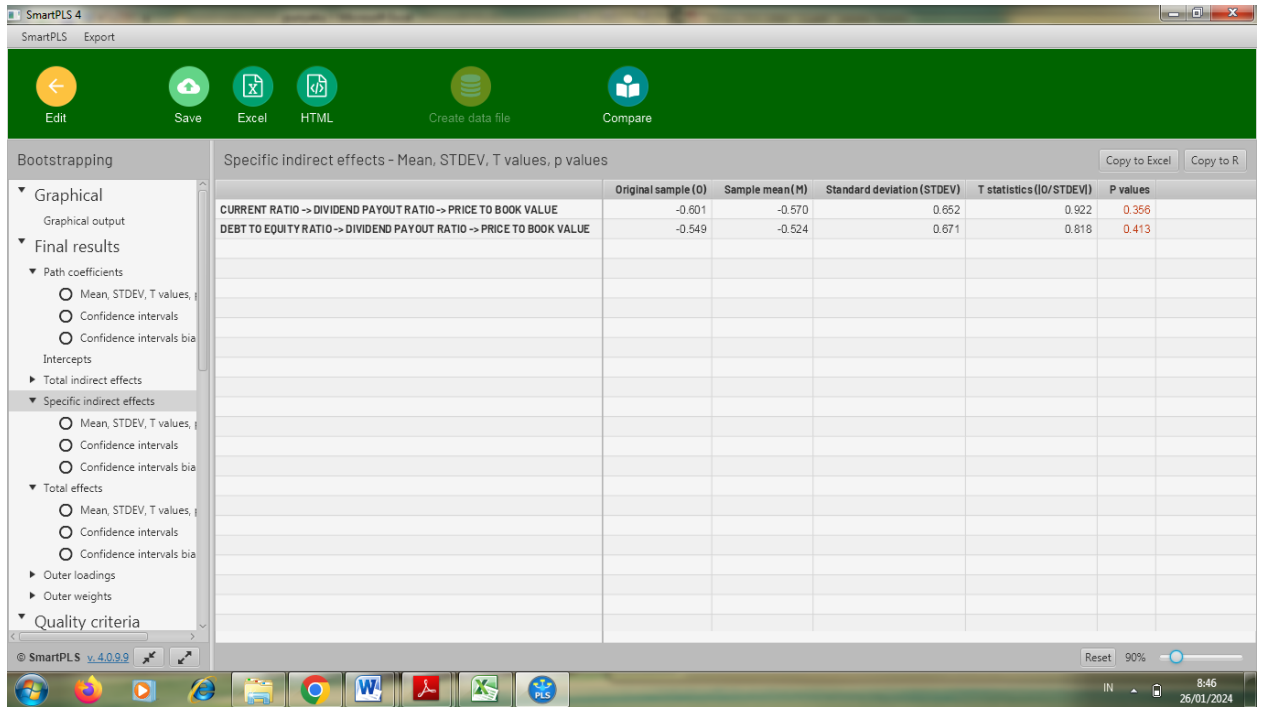 SmartPLS 4
SmartPLS Export
Edit Save Excel HTML Create data file Compare
Bootstrapping
Specific indirect effects - Mean, STDEV, T values, p values
Copy to Excel Copy to R
Graphical
Graphical output
Final results
Path coefficients
Mean, STDEV, T values, p
Confidence intervals
Confidence intervals bia
Intercepts
Total indirect effects
Specific indirect effects
Mean, STDEV, T values, p
Confidence intervals
Confidence intervals bia
Total effects
Mean, STDEV, T values, p
Confidence intervals
Confidence intervals bia
Outer loadings
Outer weights
Quality criteria
Original sample (O) Sample mean (M) Standard deviation (STDEV) T statistics (|O/STDEV|) P values
CURRENT RATIO -> DIVIDEND PAYOUT RATIO -> PRICE TO BOOK VALUE -0.601 -0.570 0.652 0.922 0.356
DEBT TO EQUITY RATIO -> DIVIDEND PAYOUT RATIO -> PRICE TO BOOK VALUE -0.549 -0.524 0.671 0.818 0.413
© SmartPLS v. 4.0.9.9
Reset 90%
PLS
IN
8:46
26/01/2024